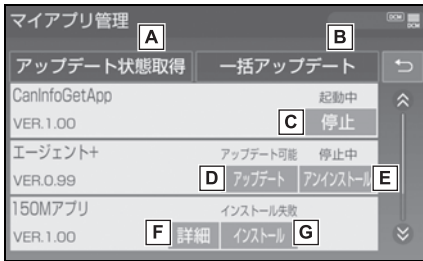 マイアプリ管理
DCM
A B
アップデート状態取得 一括アップデート
CanInfoGetApp 起動中
VER.1.00 C 停止
エージェント+ アップデート可能 停止中
VER.0.99 D アップデート アンインストール E
150Mアプリ インストール失敗
VER.1.00 F 詳細 インストール G